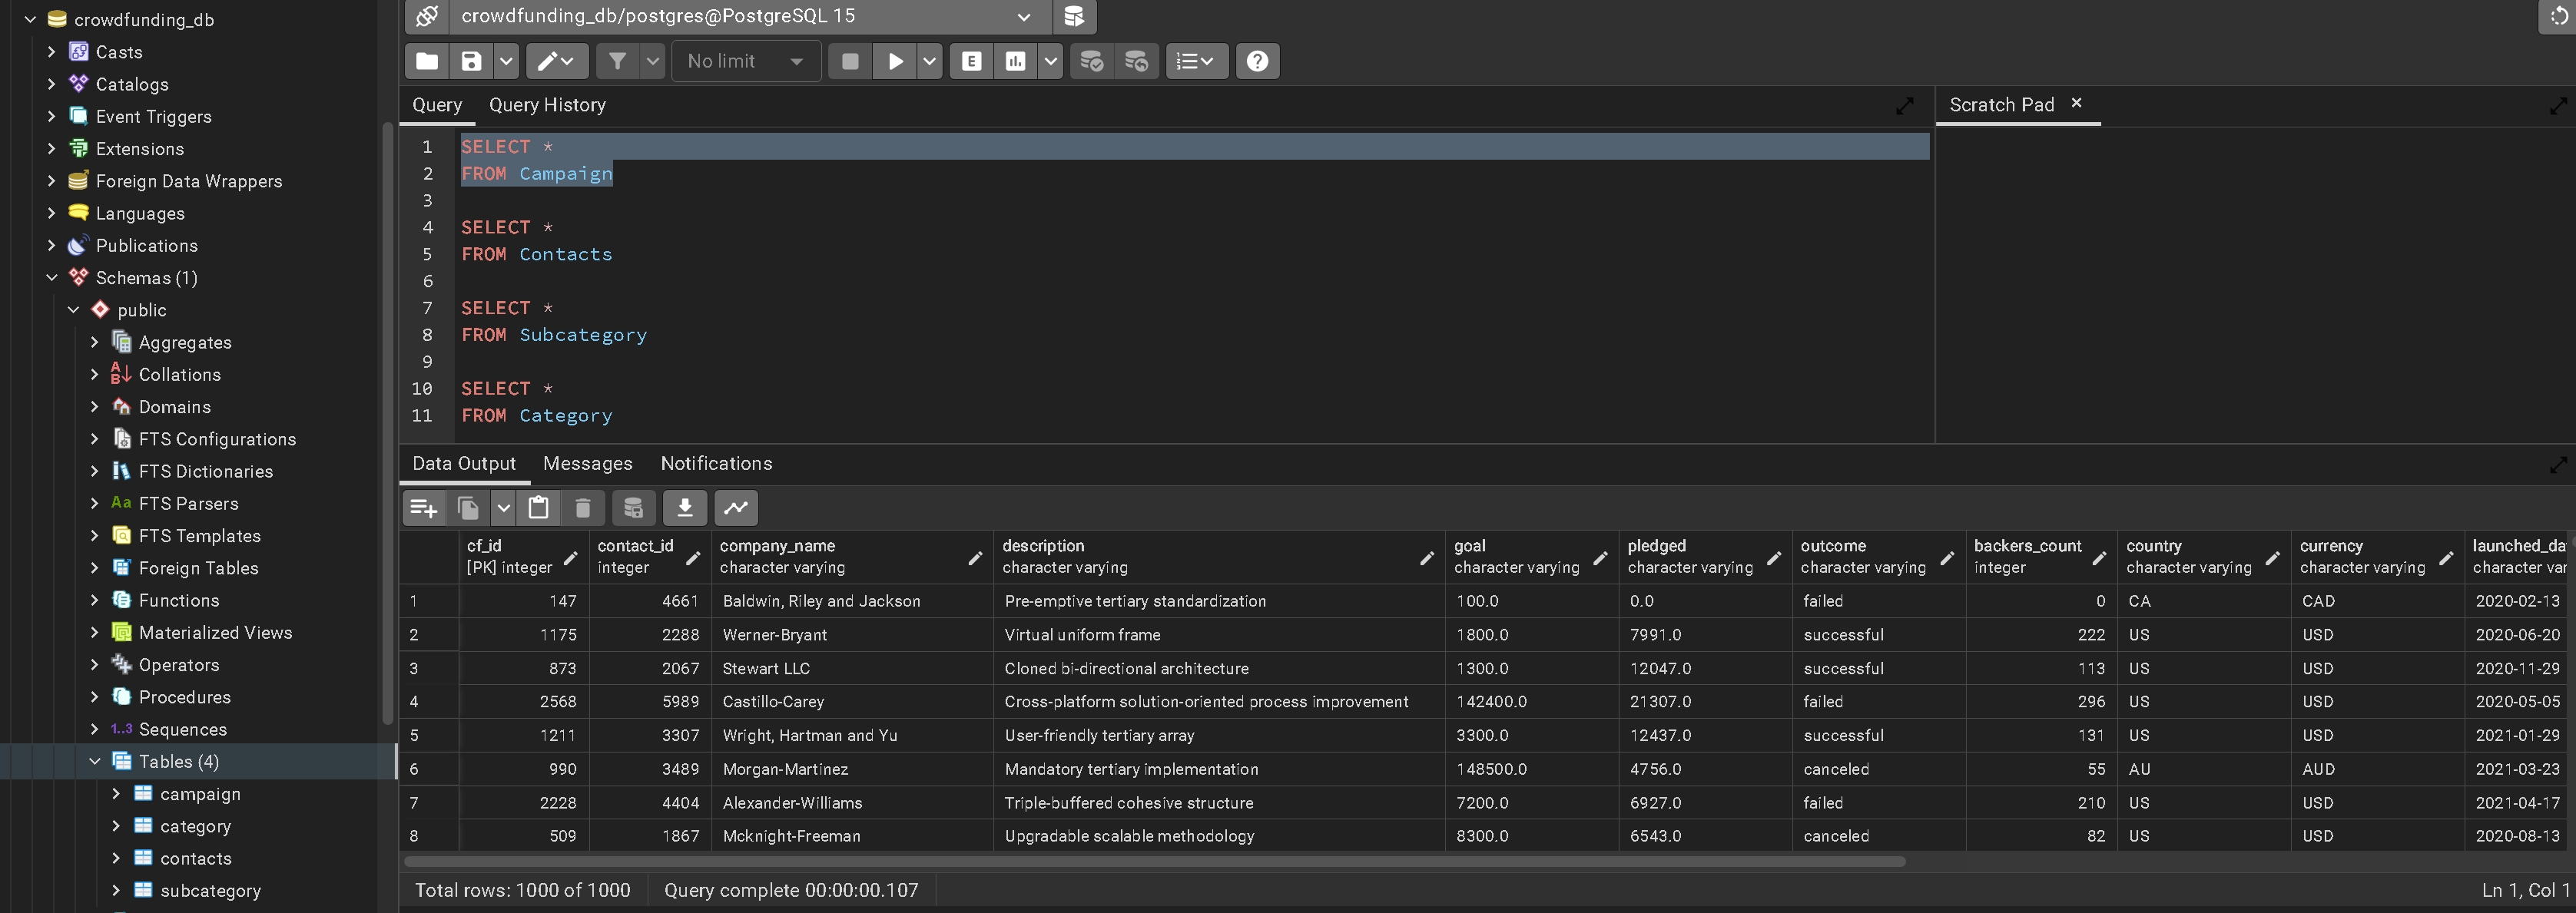 crowdfunding_db
Casts
Catalogs
Event Triggers
Extensions
Foreign Data Wrappers
Languages
Publications
Schemas (1)
public
Aggregates
Collations
Domains
FTS Configurations
FTS Dictionaries
Aa FTS Parsers
FTS Templates
Foreign Tables
Functions
Materialized Views
Operators
Procedures
1..3 Sequences
Tables (4)
campaign
category
contacts
subcategory
crowdfunding_db/postgres@PostgreSQL 15
No limit
E
Query Query History
Scratch Pad ×
1 SELECT *
2 FROM Campaign
3
4 SELECT *
5 FROM Contacts
6
7 SELECT *
8 FROM Subcategory
9
10 SELECT *
11 FROM Category
Data Output Messages Notifications
cf_id contact_id company_name description goal pledged outcome backers_count country currency launched_da
[PK] integer integer character varying character varying character varying character varying character varying integer character varying character varying character var
1 147 4661 Baldwin, Riley and Jackson Pre-emptive tertiary standardization 100.0 0.0 failed 0 CA CAD 2020-02-13
2 1175 2288 Werner-Bryant Virtual uniform frame 1800.0 7991.0 successful 222 US USD 2020-06-20
3 873 2067 Stewart LLC Cloned bi-directional architecture 1300.0 12047.0 successful 113 US USD 2020-11-29
4 2568 5989 Castillo-Carey Cross-platform solution-oriented process improvement 142400.0 21307.0 failed 296 US USD 2020-05-05
5 1211 3307 Wright, Hartman and Yu User-friendly tertiary array 3300.0 12437.0 successful 131 US USD 2021-01-29
6 990 3489 Morgan-Martinez Mandatory tertiary implementation 148500.0 4756.0 canceled 55 AU AUD 2021-03-23
7 2228 4404 Alexander-Williams Triple-buffered cohesive structure 7200.0 6927.0 failed 210 US USD 2021-04-17
8 509 1867 Mcknight-Freeman Upgradable scalable methodology 8300.0 6543.0 canceled 82 US USD 2020-08-13
Total rows: 1000 of 1000 Query complete 00:00:00.107 Ln 1, Col 1